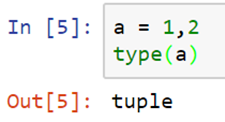 In [5]: a = 1,2
type(a)
Out[5]: tuple